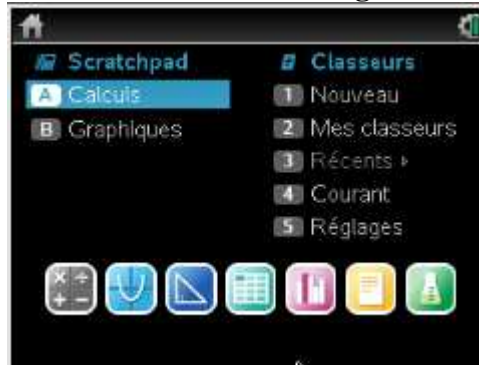 Scratchpad
A Calculs
B Graphiques
Classeurs
1 Nouveau
2 Mes classeurs
3 Récents ▸
4 Courant
5 Réglages